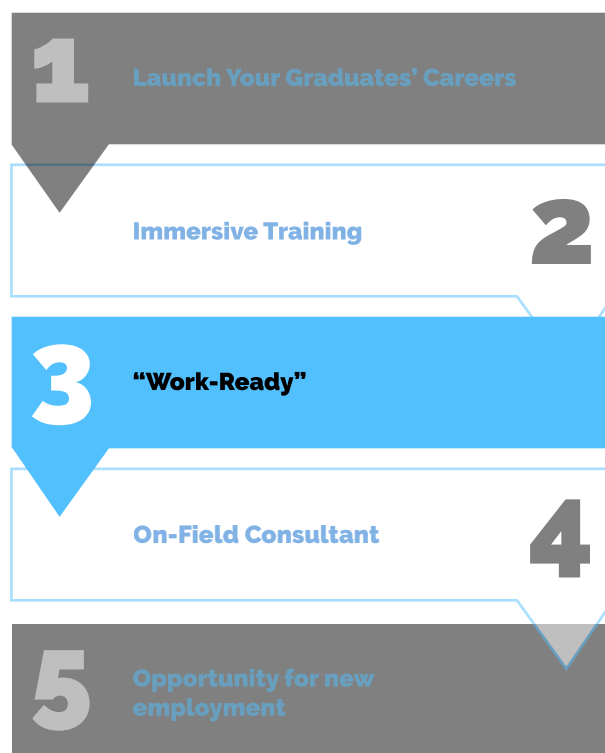 1
Launch Your Graduates' Careers
Immersive Training
2
3
“Work-Ready”
On-Field Consultant
4
5
Opportunity for new
employment